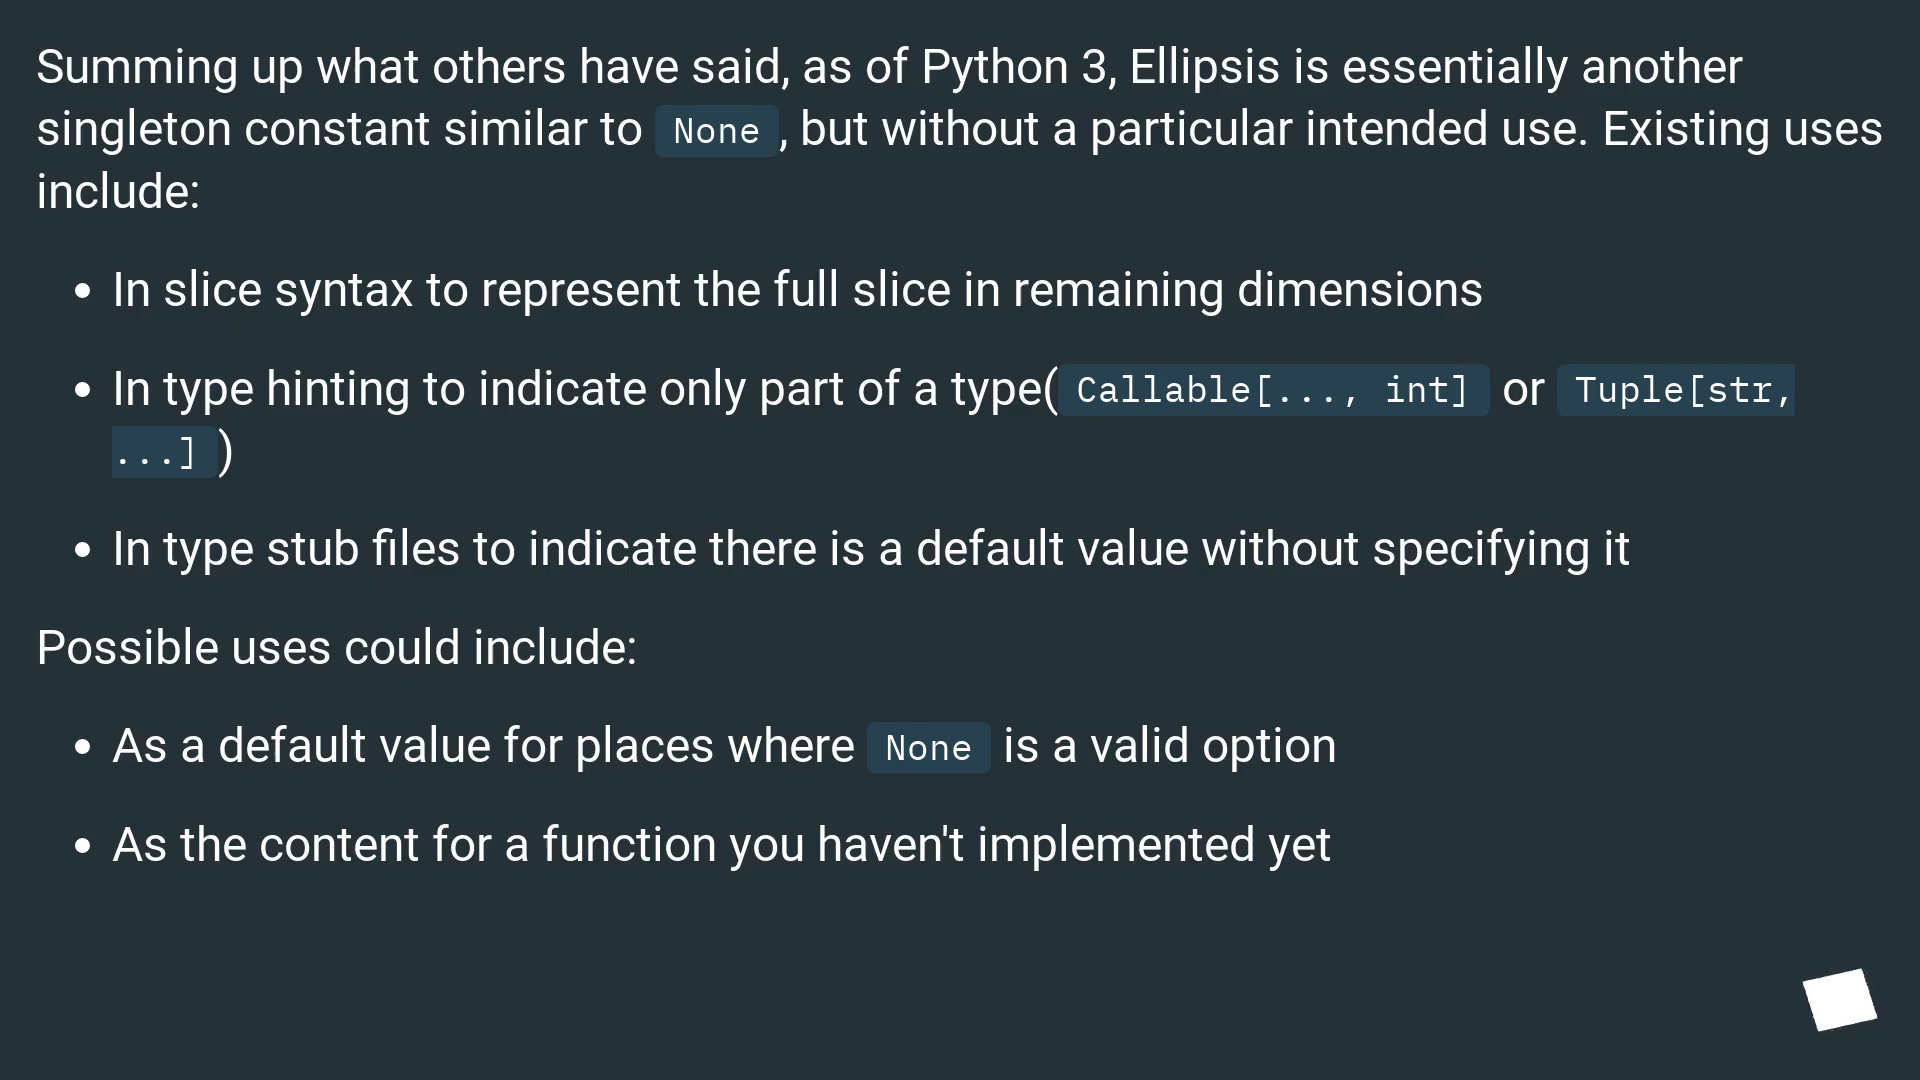 Summing up what others have said, as of Python 3, Ellipsis is essentially another
singleton constant similar to None, but without a particular intended use. Existing uses
include:
• In slice syntax to represent the full slice in remaining dimensions
• In type hinting to indicate only part of a type( Callable[..., int] or Tuple[str,
...] )
• In type stub files to indicate there is a default value without specifying it
Possible uses could include:
• As a default value for places where None is a valid option
• As the content for a function you haven't implemented yet